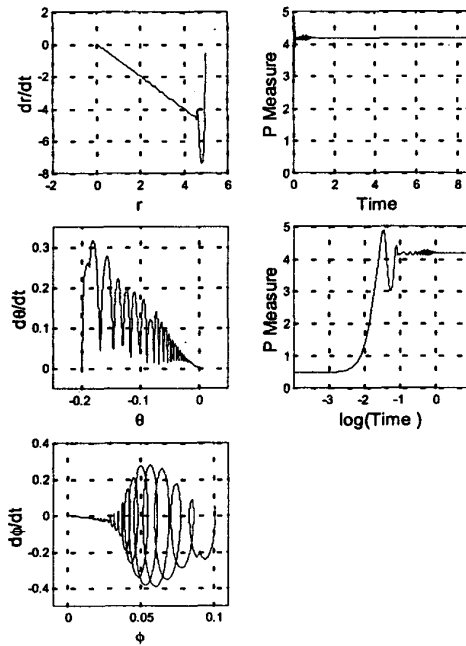 0
-2
-4
-6
-8
-2 0 2 4 6
dr/dt
r
5
4
3
2
1
0
0 2 4 6 8
P Measure
Time
0.3
0.2
0.1
0
-0.2 -0.1 0
dθ/dt
θ
5
4
3
2
1
0
-3 -2 -1 0
P Measure
log(Time )
0.4
0.2
0
-0.2
-0.4
0 0.05 0.1
dϕ/dt
ϕ